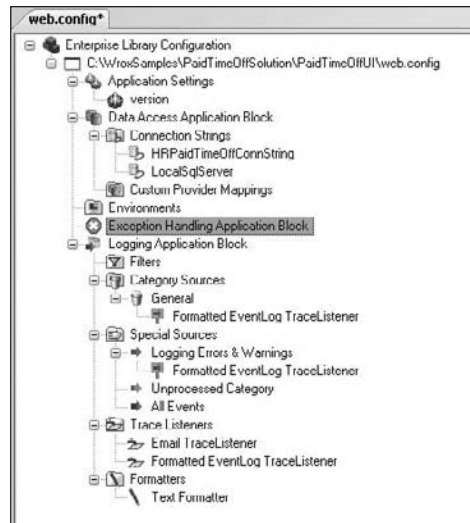 web.config*
Enterprise Library Configuration
C:\WroxSamples\PaidTimeOffSolution\PaidTimeOffUI\web.config
Application Settings
version
Data Access Application Block
Connection Strings
HRPaidTimeOffConnString
LocalSqlServer
Custom Provider Mappings
Environments
Exception Handling Application Block
Logging Application Block
Filters
Category Sources
General
Formatted EventLog TraceListener
Special Sources
Logging Errors & Warnings
Formatted EventLog TraceListener
Unprocessed Category
All Events
Trace Listeners
Email TraceListener
Formatted EventLog TraceListener
Formatters
Text Formatter